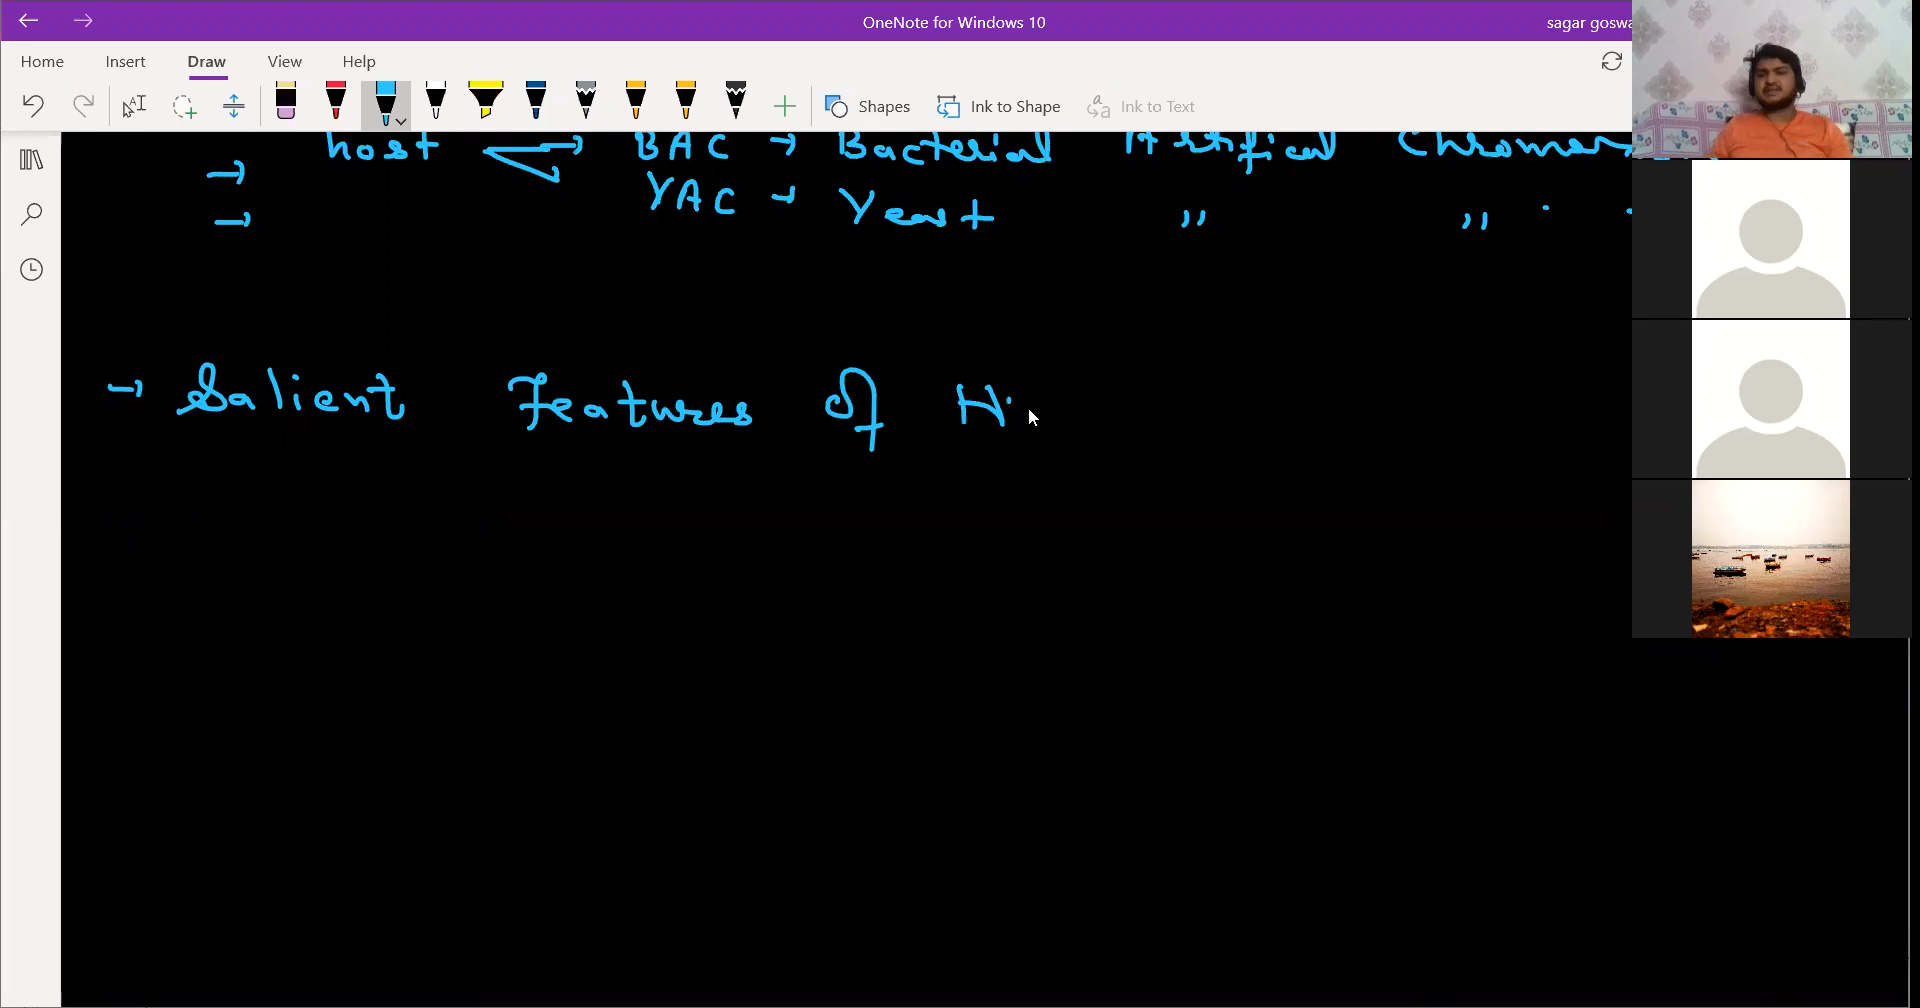 OneNote for Windows 10
sagar goswa
Home Insert Draw View Help
Shapes Ink to Shape Ink to Text
host → BAC → Bacterial Artifical
→ YAC → Yeast " "
→
→ Salient Features of H